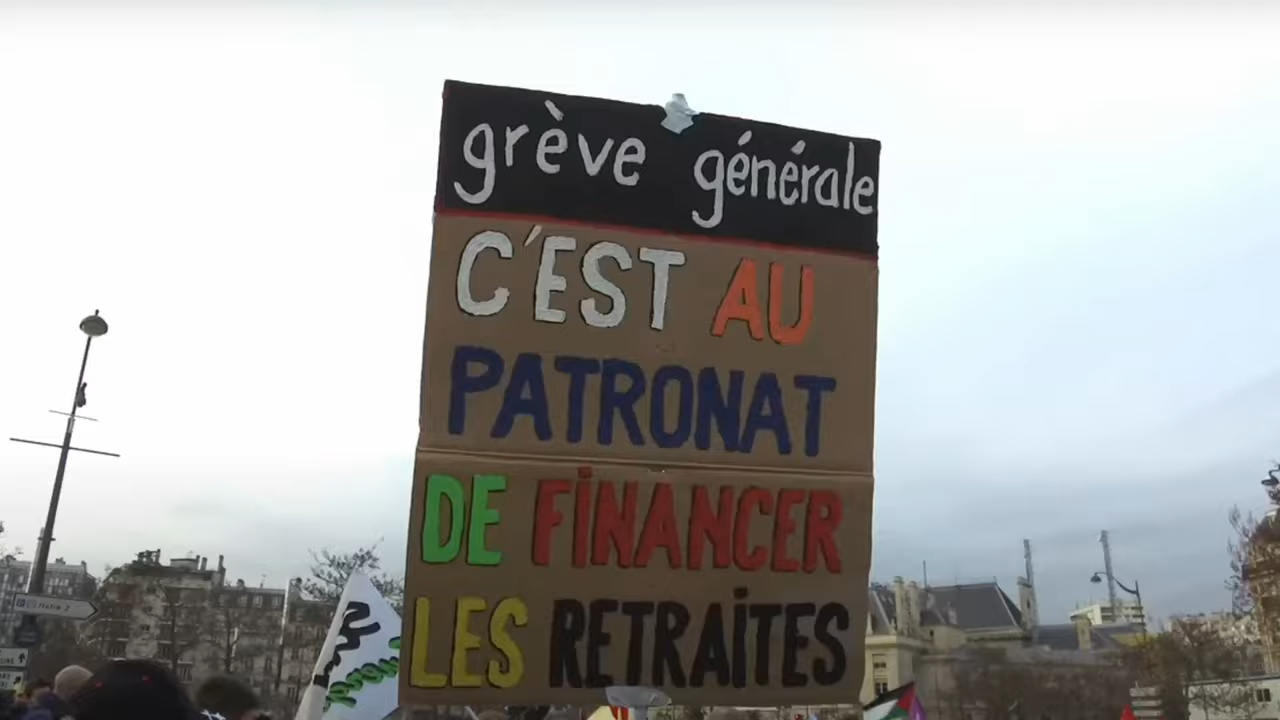 grève générale
C'EST AU
PATRONAT
DE FINANCER
LES RETRAITES